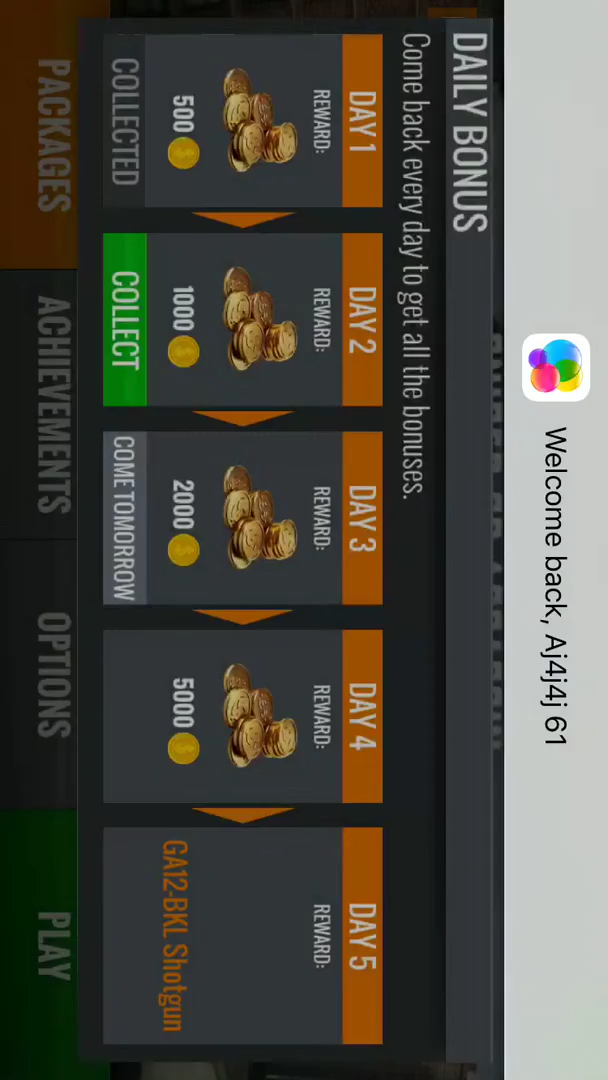 Welcome back, Aj4j4j 61
DAILY BONUS
Come back every day to get all the bonuses.
DAY 1
REWARD:
500
COLLECTED
DAY 2
REWARD:
1000
COLLECT
DAY 3
REWARD:
2000
COME TOMORROW
DAY 4
REWARD:
5000
DAY 5
REWARD:
GA12-BKL Shotgun
PACKAGES
ACHIEVEMENTS
OPTIONS
PLAY